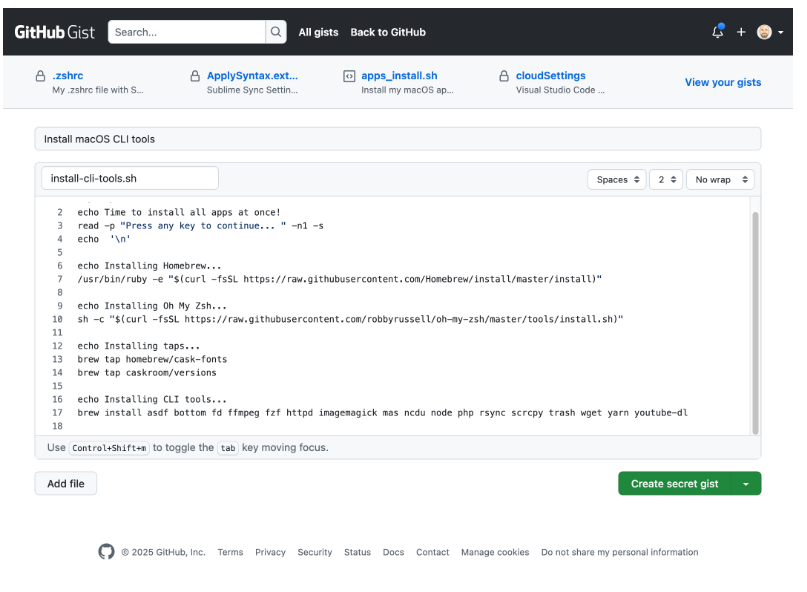 GitHub Gist Search... All gists Back to GitHub
.zshrc ApplySyntax.ext... apps_install.sh cloudSettings
My .zshrc file with S... Sublime Sync Settin... Install my macOS ap... Visual Studio Code ...
View your gists
Install macOS CLI tools
install-cli-tools.sh Spaces 2 No wrap
2 echo Time to install all apps at once!
3 read -p "Press any key to continue... " -n1 -s
4 echo  '\n'
5
6 echo Installing Homebrew...
7 /usr/bin/ruby -e "$(curl -fsSL https://raw.githubusercontent.com/Homebrew/install/master/install)"
8
9 echo Installing Oh My Zsh...
10 sh -c "$(curl -fsSL https://raw.githubusercontent.com/robbyrussell/oh-my-zsh/master/tools/install.sh)"
11
12 echo Installing taps...
13 brew tap homebrew/cask-fonts
14 brew tap caskroom/versions
15
16 echo Installing CLI tools...
17 brew install asdf bottom fd ffmpeg fzf httpd imagemagick mas ncdu node php rsync scrcpy trash wget yarn youtube-dl
18
Use Control+Shift+m to toggle the tab key moving focus.
Add file Create secret gist
© 2025 GitHub, Inc. Terms Privacy Security Status Docs Contact Manage cookies Do not share my personal information